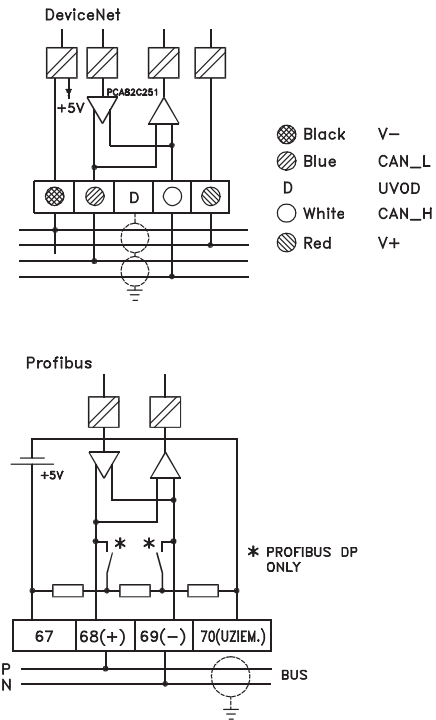 DeviceNet
PCA82C251
+5V
Black V-
Blue CAN_L
D UVOD
White CAN_H
Red V+
D
Profibus
+5V
* *
* PROFIBUS DP
ONLY
67 68(+) 69(-) 70(UZIEM.)
P
N
BUS